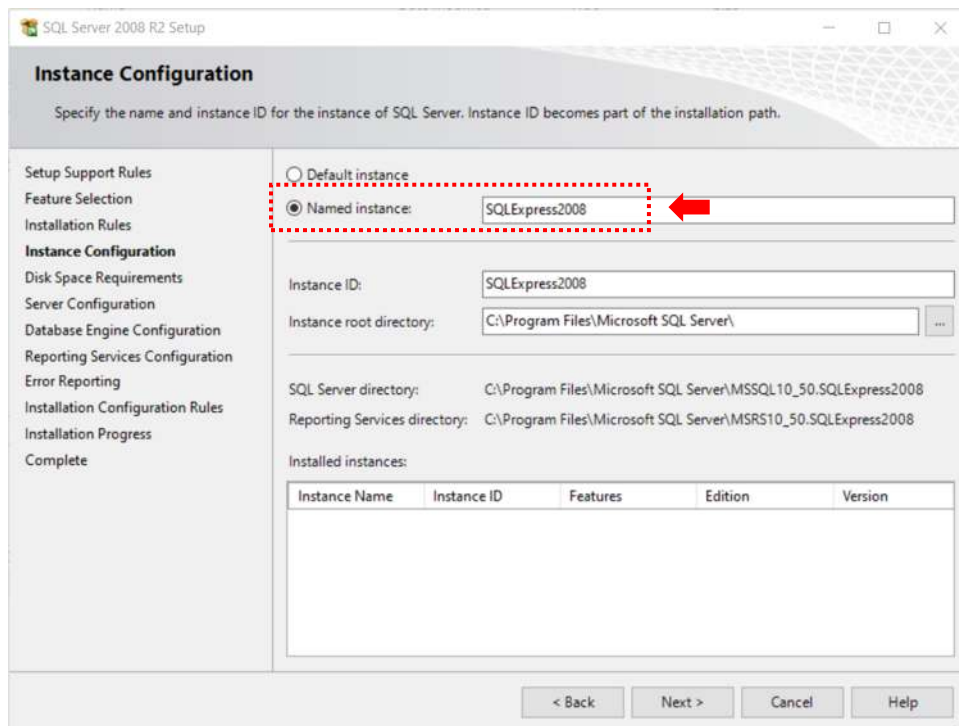 SQL Server 2008 R2 Setup
Instance Configuration
Specify the name and instance ID for the instance of SQL Server. Instance ID becomes part of the installation path.
Setup Support Rules
Feature Selection
Installation Rules
Instance Configuration
Disk Space Requirements
Server Configuration
Database Engine Configuration
Reporting Services Configuration
Error Reporting
Installation Configuration Rules
Installation Progress
Complete
Default instance
Named instance: SQLExpress2008
Instance ID: SQLExpress2008
Instance root directory: C:\Program Files\Microsoft SQL Server\ ...
SQL Server directory: C:\Program Files\Microsoft SQL Server\MSSQL10_50.SQLExpress2008
Reporting Services directory: C:\Program Files\Microsoft SQL Server\MSRS10_50.SQLExpress2008
Installed instances:
Instance Name Instance ID Features Edition Version
< Back Next > Cancel Help